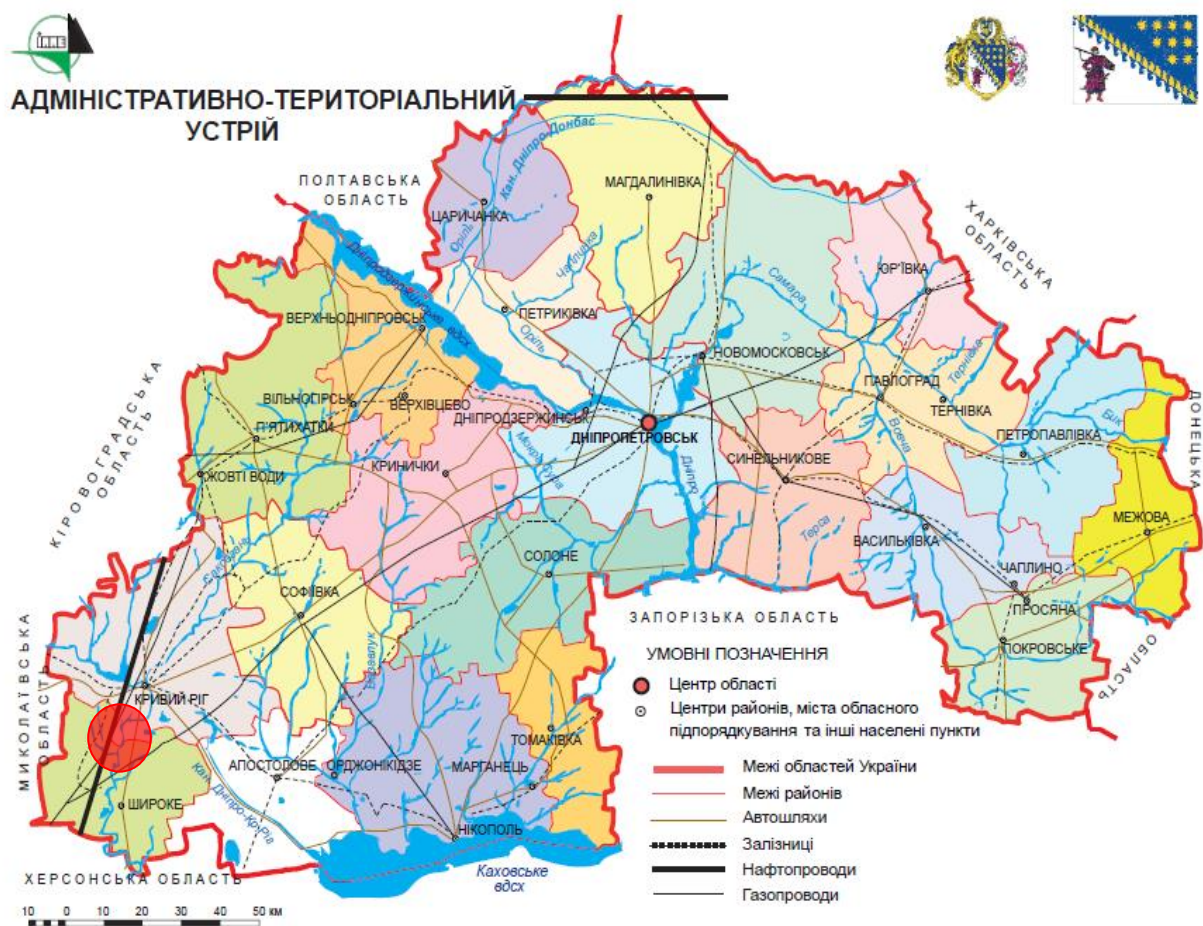 ІГНЕ
АДМІНІСТРАТИВНО-ТЕРИТОРІАЛЬНИЙ
УСТРІЙ
ПОЛТАВСЬКА
ОБЛАСТЬ
ХАРКІВСЬКА
ОБЛАСТЬ
КІРОВОГРАДСЬКА
ОБЛАСТЬ
ДОНЕЦЬКА
ОБЛАСТЬ
МИКОЛАЇВСЬКА
ОБЛАСТЬ
ЗАПОРІЗЬКА ОБЛАСТЬ
ХЕРСОНСЬКА ОБЛАСТЬ
Кан. Дніпро-Донбас
МАГДАЛИНІВКА
ЦАРИЧАНКА
Оріль
Чаплинка
Дніпродзержинське вдсх
Самара
ЮР'ЇВКА
ПЕТРИКІВКА
ВЕРХНЬОДНІПРОВСЬК
Оріль
НОВОМОСКОВСЬК
Тернівка
ПАВЛОГРАД
ТЕРНІВКА
ВІЛЬНОГІРСЬК
ВЕРХІВЦЕВО
ДНІПРОДЗЕРЖИНСЬК
Бик
П'ЯТИХАТКИ
ДНІПРОПЕТРОВСЬК
Вовча
ПЕТРОПАВЛІВКА
Мокра Сура
КРИНИЧКИ
СИНЕЛЬНИКОВЕ
ЖОВТІ ВОДИ
Дніпро
МЕЖОВА
Терса
ВАСИЛЬКІВКА
СОЛОНЕ
ЧАПЛИНО
Саксагань
СОФІЇВКА
ПРОСЯНА
ПОКРОВСЬКЕ
Базавлук
КРИВИЙ РІГ
ТОМАКІВКА
АПОСТОЛОВЕ
ОРДЖОНІКІДЗЕ
МАРГАНЕЦЬ
Кан. Дніпро-Кр.Ріг
ШИРОКЕ
НІКОПОЛЬ
Каховське
вдсх
УМОВНІ ПОЗНАЧЕННЯ
Центр області
Центри районів, міста обласного
підпорядкування та інші населені пункти
Межі областей України
Межі районів
Автошляхи
Залізниці
Нафтопроводи
Газопроводи
10 0 10 20 30 40 50 км